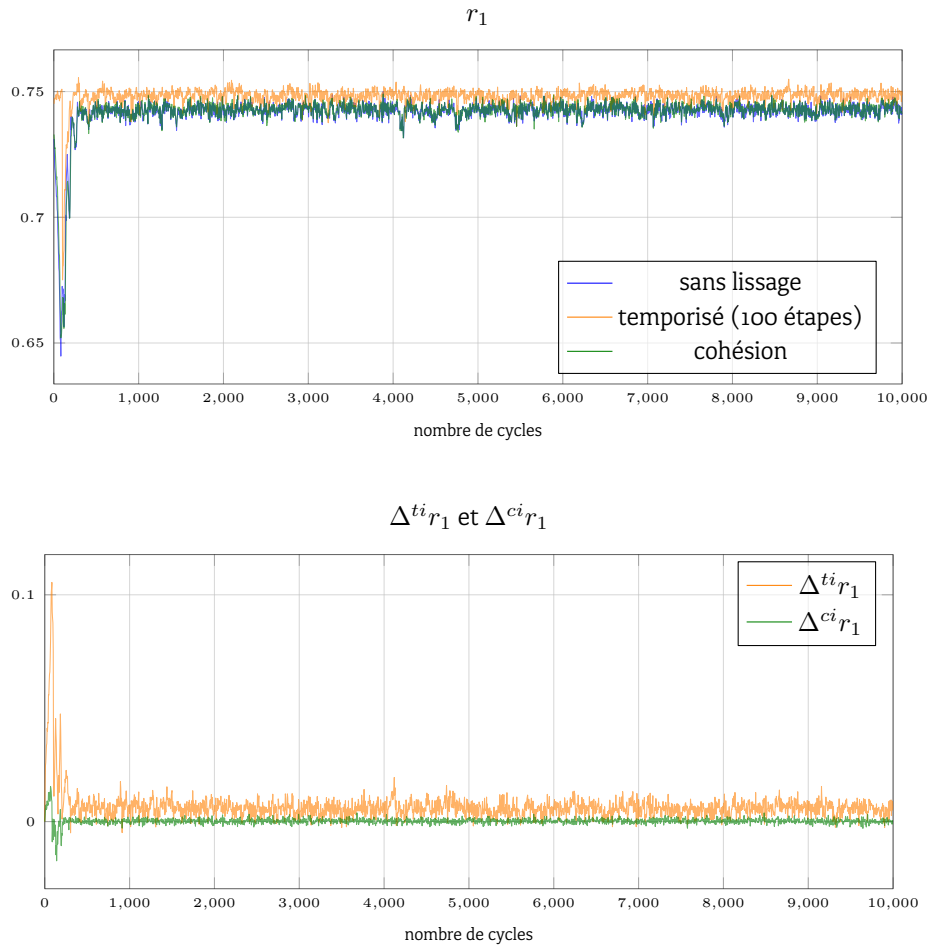 r₁
0.75
0.7
0.65
sans lissage
temporisé (100 étapes)
cohésion
0 1,000 2,000 3,000 4,000 5,000 6,000 7,000 8,000 9,000 10,000
nombre de cycles
Δᵗⁱr₁ et Δᶜⁱr₁
0.1
0
Δᵗⁱr₁
Δᶜⁱr₁
0 1,000 2,000 3,000 4,000 5,000 6,000 7,000 8,000 9,000 10,000
nombre de cycles